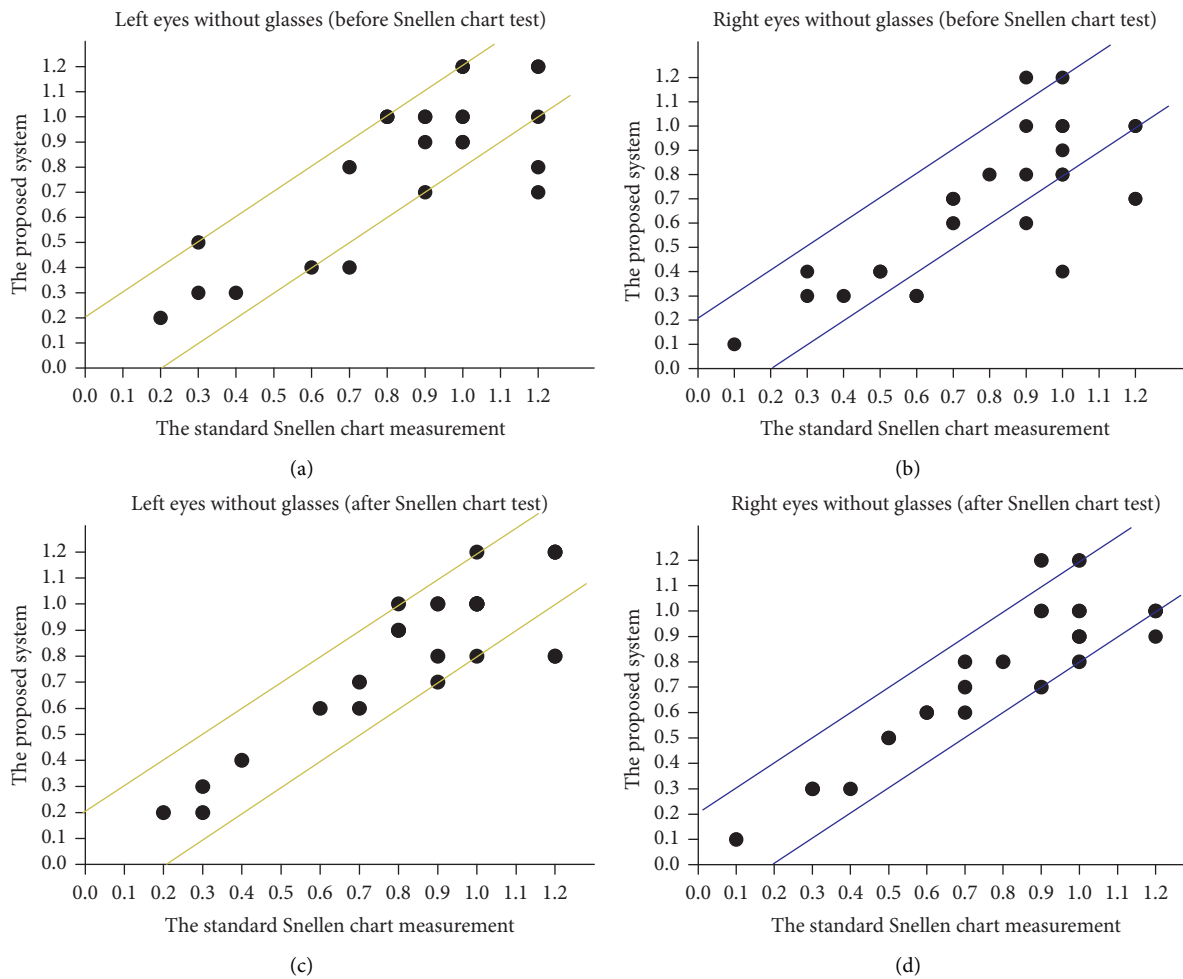 Left eyes without glasses (before Snellen chart test)
The proposed system
1.2
1.1
1.0
0.9
0.8
0.7
0.6
0.5
0.4
0.3
0.2
0.1
0.0
0.0 0.1 0.2 0.3 0.4 0.5 0.6 0.7 0.8 0.9 1.0 1.1 1.2
The standard Snellen chart measurement
(a)
Right eyes without glasses (before Snellen chart test)
The proposed system
1.2
1.1
1.0
0.9
0.8
0.7
0.6
0.5
0.4
0.3
0.2
0.1
0.0
0.0 0.1 0.2 0.3 0.4 0.5 0.6 0.7 0.8 0.9 1.0 1.1 1.2
The standard Snellen chart measurement
(b)
Left eyes without glasses (after Snellen chart test)
The proposed system
1.2
1.1
1.0
0.9
0.8
0.7
0.6
0.5
0.4
0.3
0.2
0.1
0.0
0.0 0.1 0.2 0.3 0.4 0.5 0.6 0.7 0.8 0.9 1.0 1.1 1.2
The standard Snellen chart measurement
(c)
Right eyes without glasses (after Snellen chart test)
The proposed system
1.2
1.1
1.0
0.9
0.8
0.7
0.6
0.5
0.4
0.3
0.2
0.1
0.0
0.0 0.1 0.2 0.3 0.4 0.5 0.6 0.7 0.8 0.9 1.0 1.1 1.2
The standard Snellen chart measurement
(d)